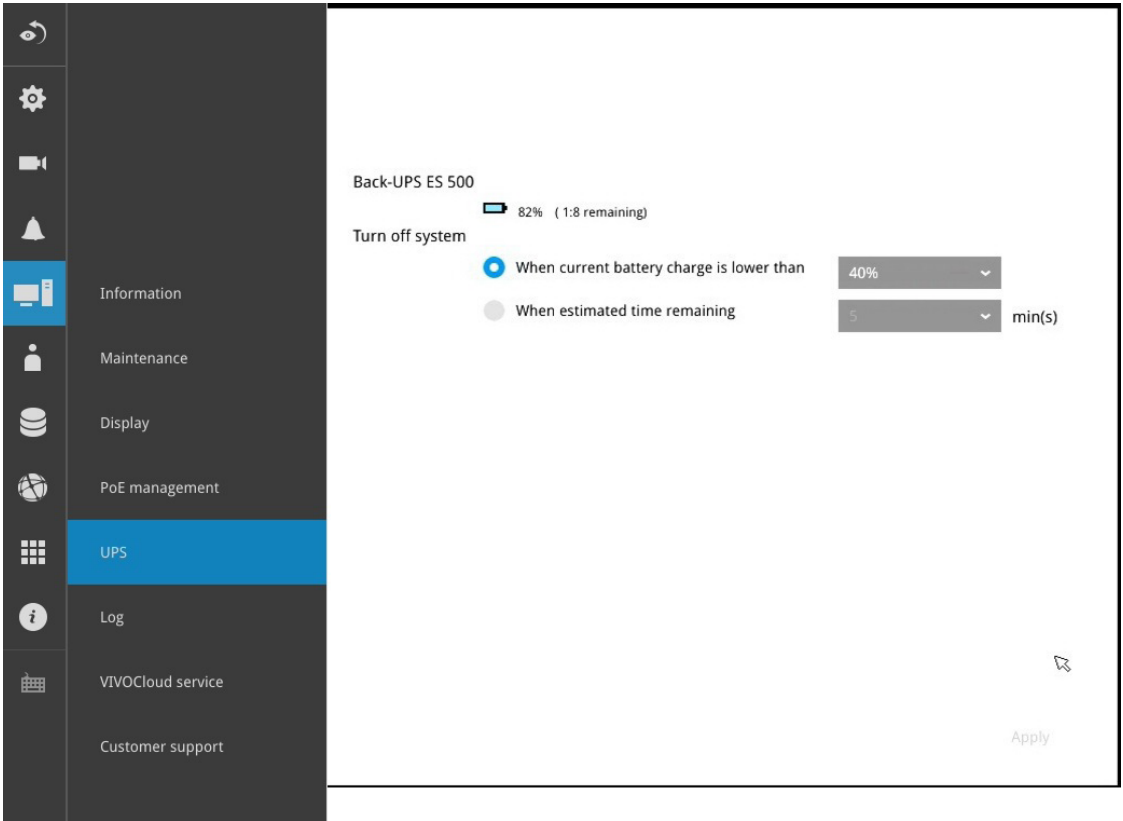 Information
Maintenance
Display
PoE management
UPS
Log
VIVOCloud service
Customer support
Back-UPS ES 500
82% ( 1:8 remaining)
Turn off system
When current battery charge is lower than 40%
When estimated time remaining 5 min(s)
Apply